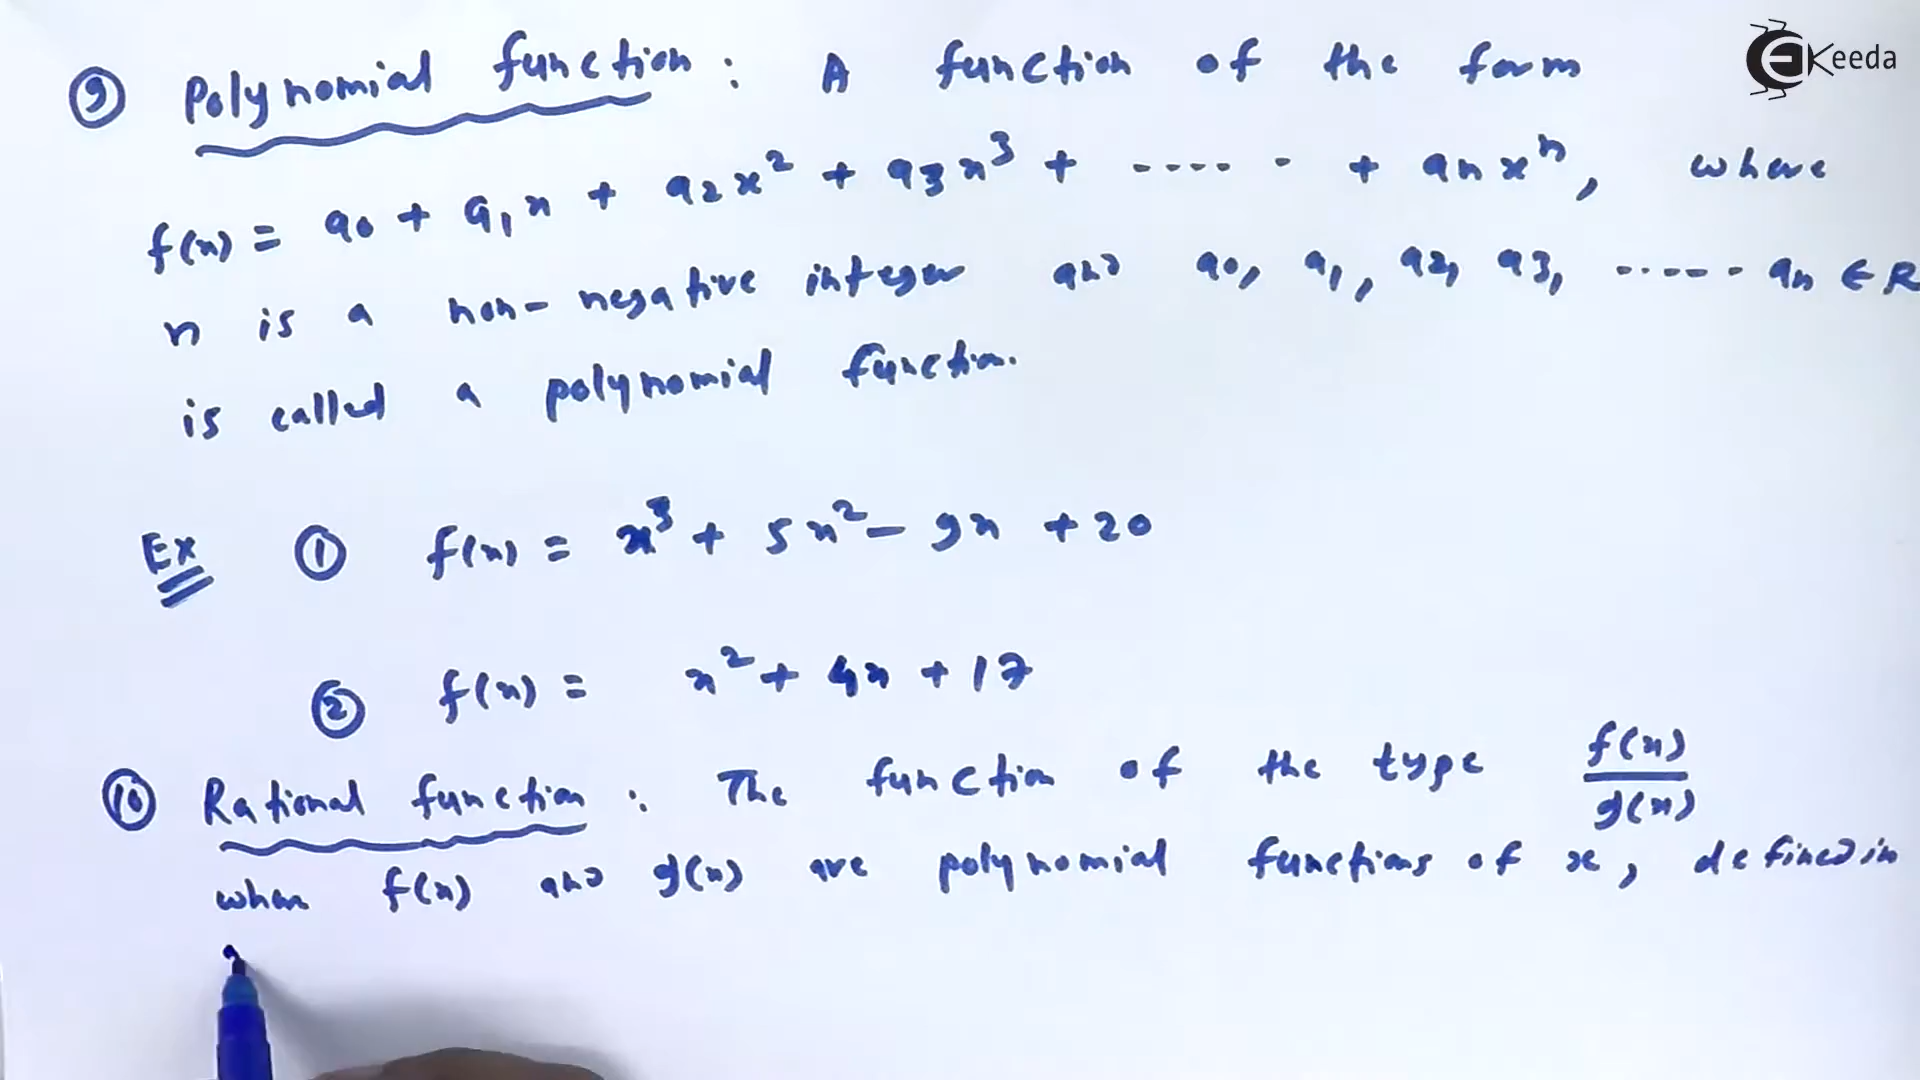 Keeda
⑨ Polynomial function : A function of the form
f(x) = a0 + a1x + a2x² + a3x³ + ..... + anxⁿ, where
n is a non-negative integer and a0, a1, a2, a3, ...... an ∈ R
is called a polynomial function.
Ex ① f(x) = x³ + 5x² - 9x + 20
② f(x) = x² + 4x + 17
⑩ Rational function : The function of the type f(x)/g(x)
when f(x) and g(x) are polynomial functions of x, defined in